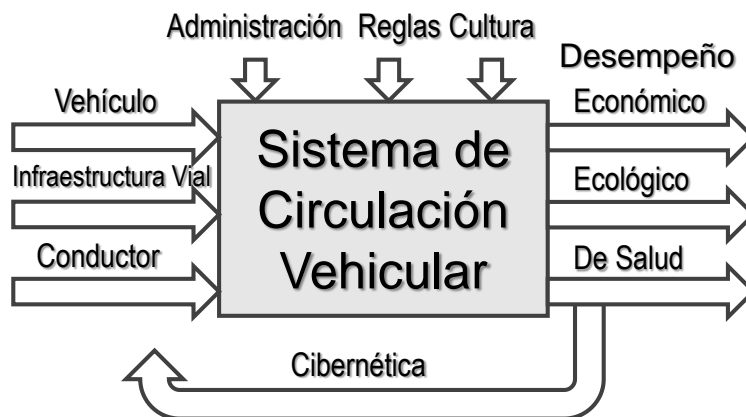 Administración Reglas Cultura
Desempeño
Vehículo
Económico
Infraestructura Vial
Ecológico
Conductor
De Salud
Sistema de
Circulación
Vehicular
Cibernética